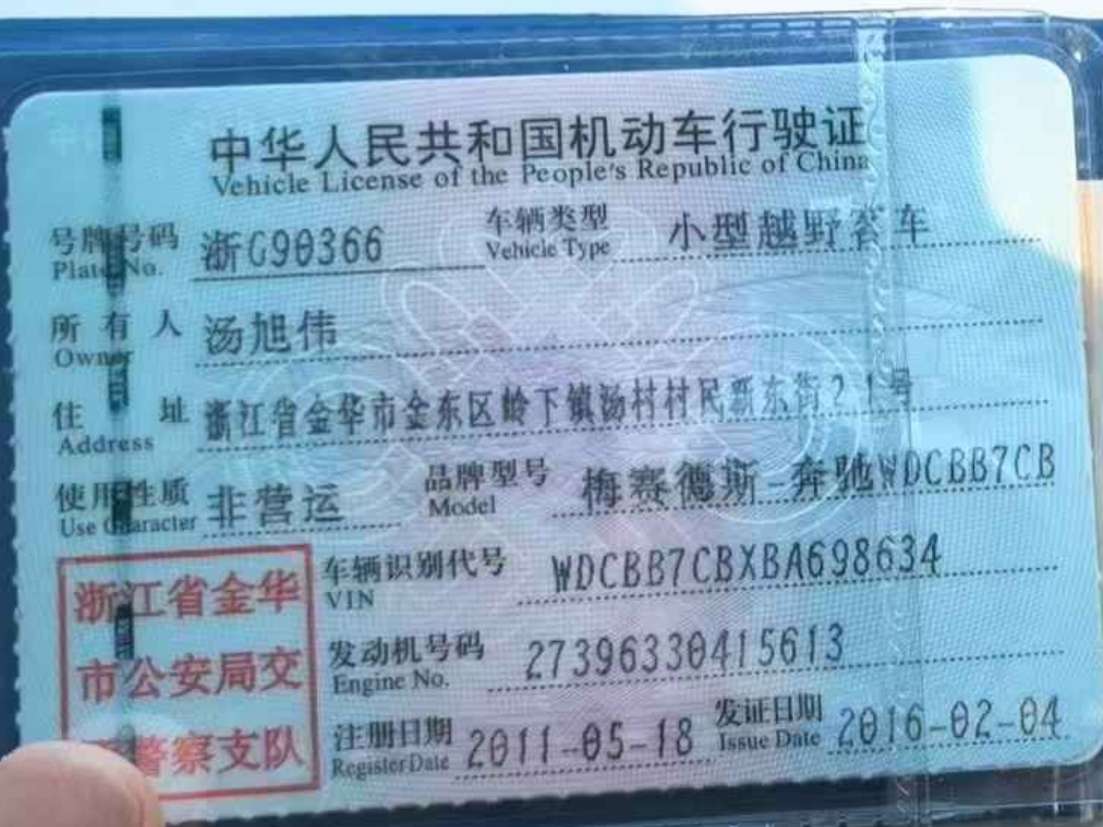 中华人民共和国机动车行驶证
Vehicle License of the People's Republic of China
号牌号码 浙G90366 车辆类型 小型越野客车
Plate No. Vehicle Type
所有人 汤旭伟
Owner
住址 浙江省金华市金东区岭下镇汤村村民新东街21号
Address
使用性质 非营运 品牌型号 梅赛德斯-奔驰WDCBB7CB
Use Character Model
浙江省金华 车辆识别代号 WDCBB7CBXBA698634
VIN
市公安局交 发动机号码 27396330415613
Engine No.
警察支队 注册日期 2011-05-18 发证日期 2016-02-04
Register Date Issue Date